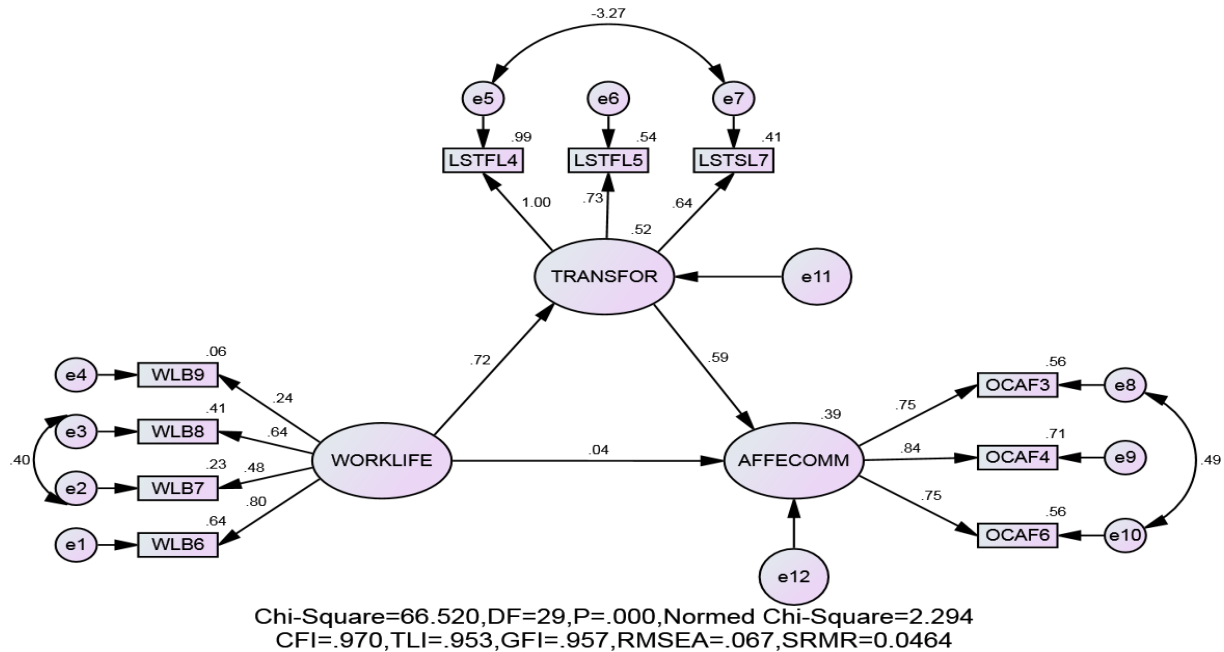 -3.27
e5
e6
e7
.99
.54
.41
LSTFL4
LSTFL5
LSTSL7
1.00
.73
.64
.52
TRANSFOR
e11
.72
.59
.06
e4
WLB9
.24
.41
e3
WLB8
.64
.40
.23
e2
WLB7
.48
.80
.64
e1
WLB6
WORKLIFE
.04
.39
AFFECOMM
e12
.56
.75
OCAF3
e8
.71
.84
OCAF4
e9
.49
.75
.56
OCAF6
e10
Chi-Square=66.520,DF=29,P=.000,Normed Chi-Square=2.294
CFI=.970,TLI=.953,GFI=.957,RMSEA=.067,SRMR=0.0464